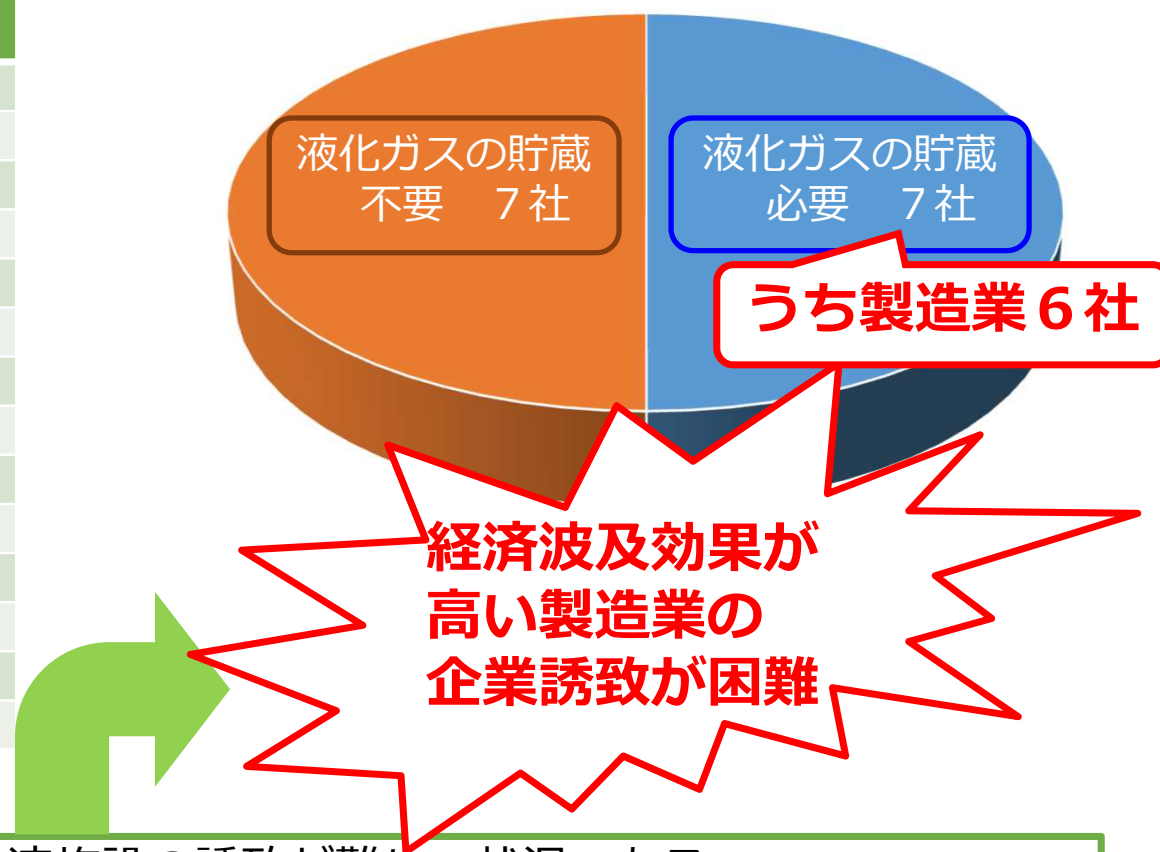 液化ガスの貯蔵
不要　７社
液化ガスの貯蔵
必要　７社
うち製造業６社
経済波及効果が
高い製造業の
企業誘致が困難